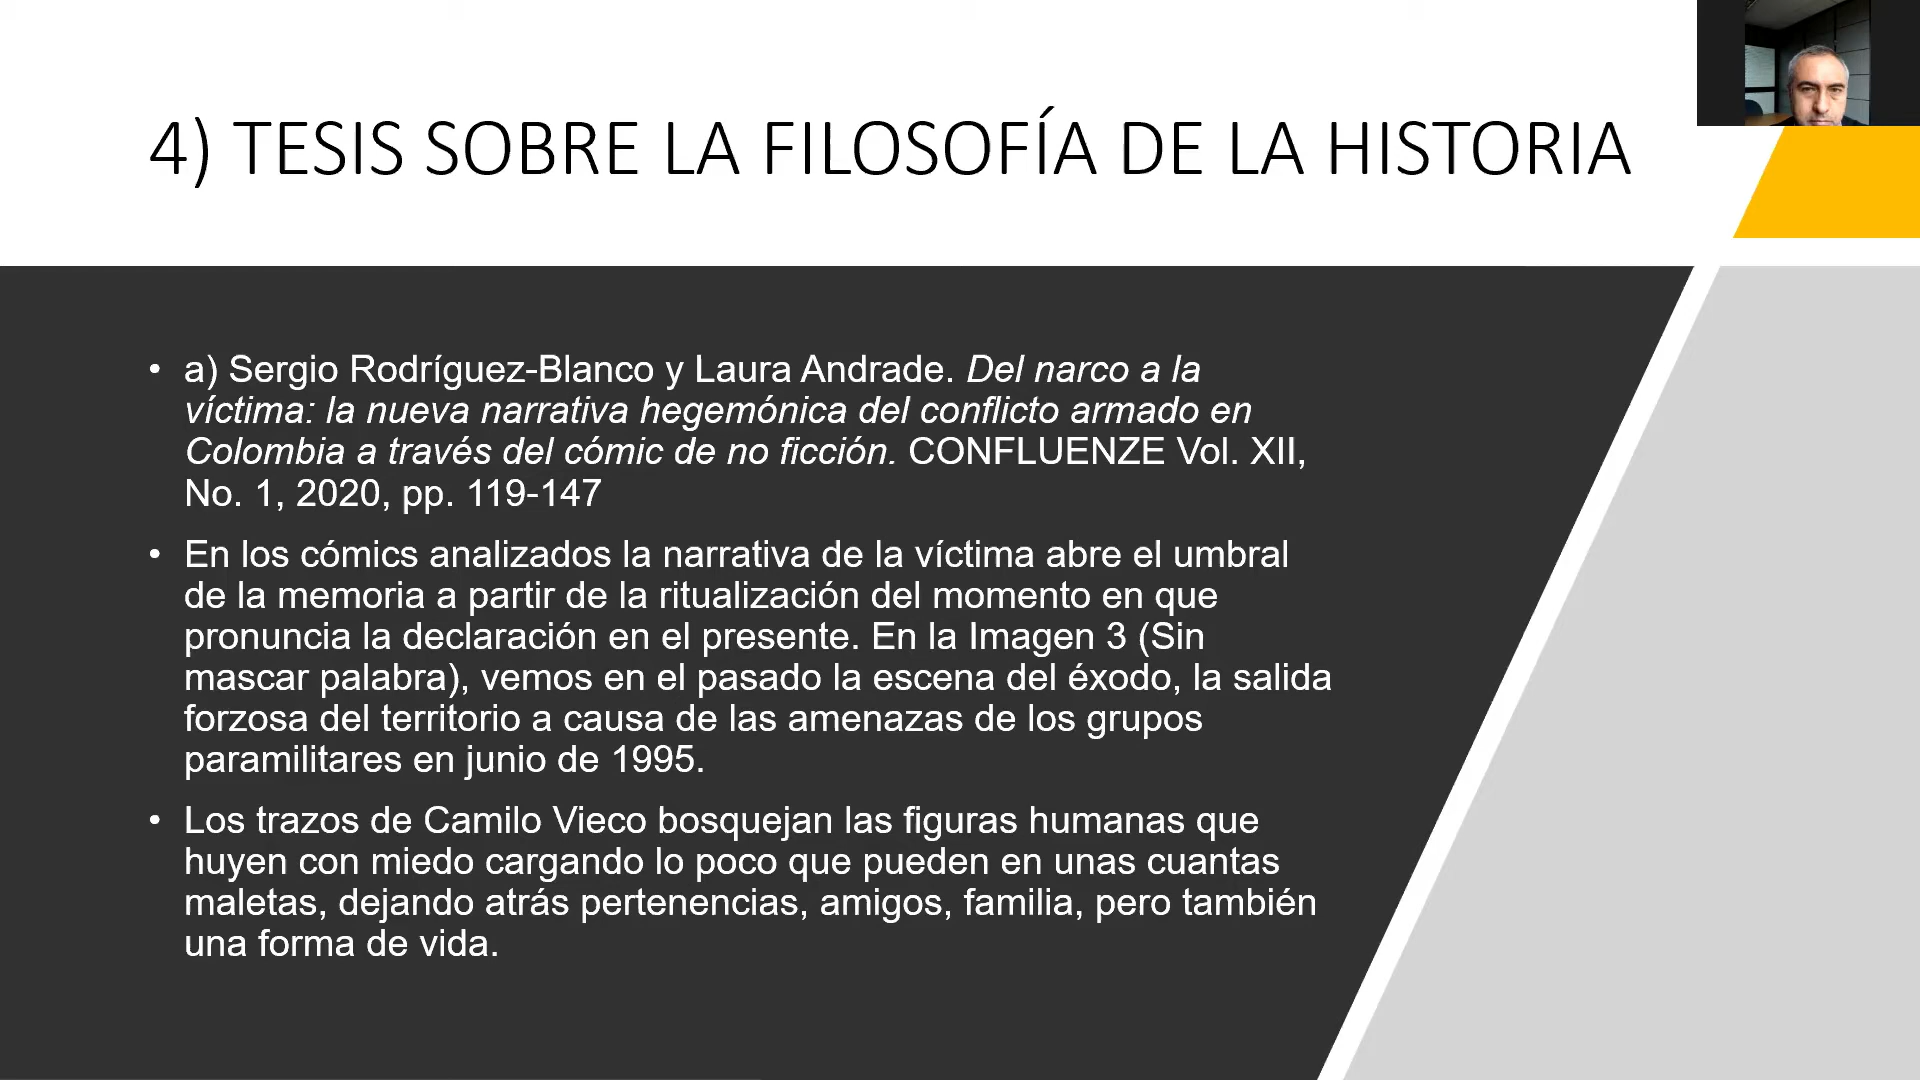 4) TESIS SOBRE LA FILOSOFÍA DE LA HISTORIA
• a) Sergio Rodríguez-Blanco y Laura Andrade. Del narco a la
víctima: la nueva narrativa hegemónica del conflicto armado en
Colombia a través del cómic de no ficción. CONFLUENZE Vol. XII,
No. 1, 2020, pp. 119-147
• En los cómics analizados la narrativa de la víctima abre el umbral
de la memoria a partir de la ritualización del momento en que
pronuncia la declaración en el presente. En la Imagen 3 (Sin
mascar palabra), vemos en el pasado la escena del éxodo, la salida
forzosa del territorio a causa de las amenazas de los grupos
paramilitares en junio de 1995.
• Los trazos de Camilo Vieco bosquejan las figuras humanas que
huyen con miedo cargando lo poco que pueden en unas cuantas
maletas, dejando atrás pertenencias, amigos, familia, pero también
una forma de vida.